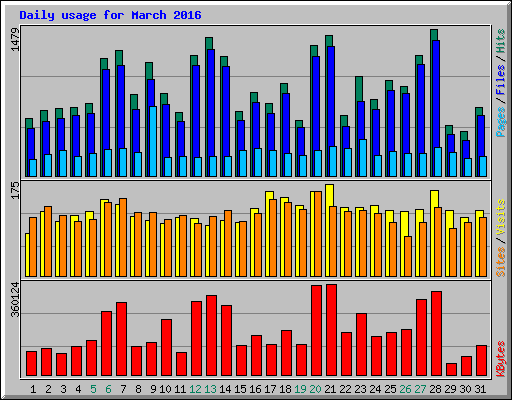 Daily usage for March 2016
1479
Pages / Files / Hits
175
Sites / Visits
360124
KBytes
1 2 3 4 5 6 7 8 9 10 11 12 13 14 15 16 17 18 19 20 21 22 23 24 25 26 27 28 29 30 31